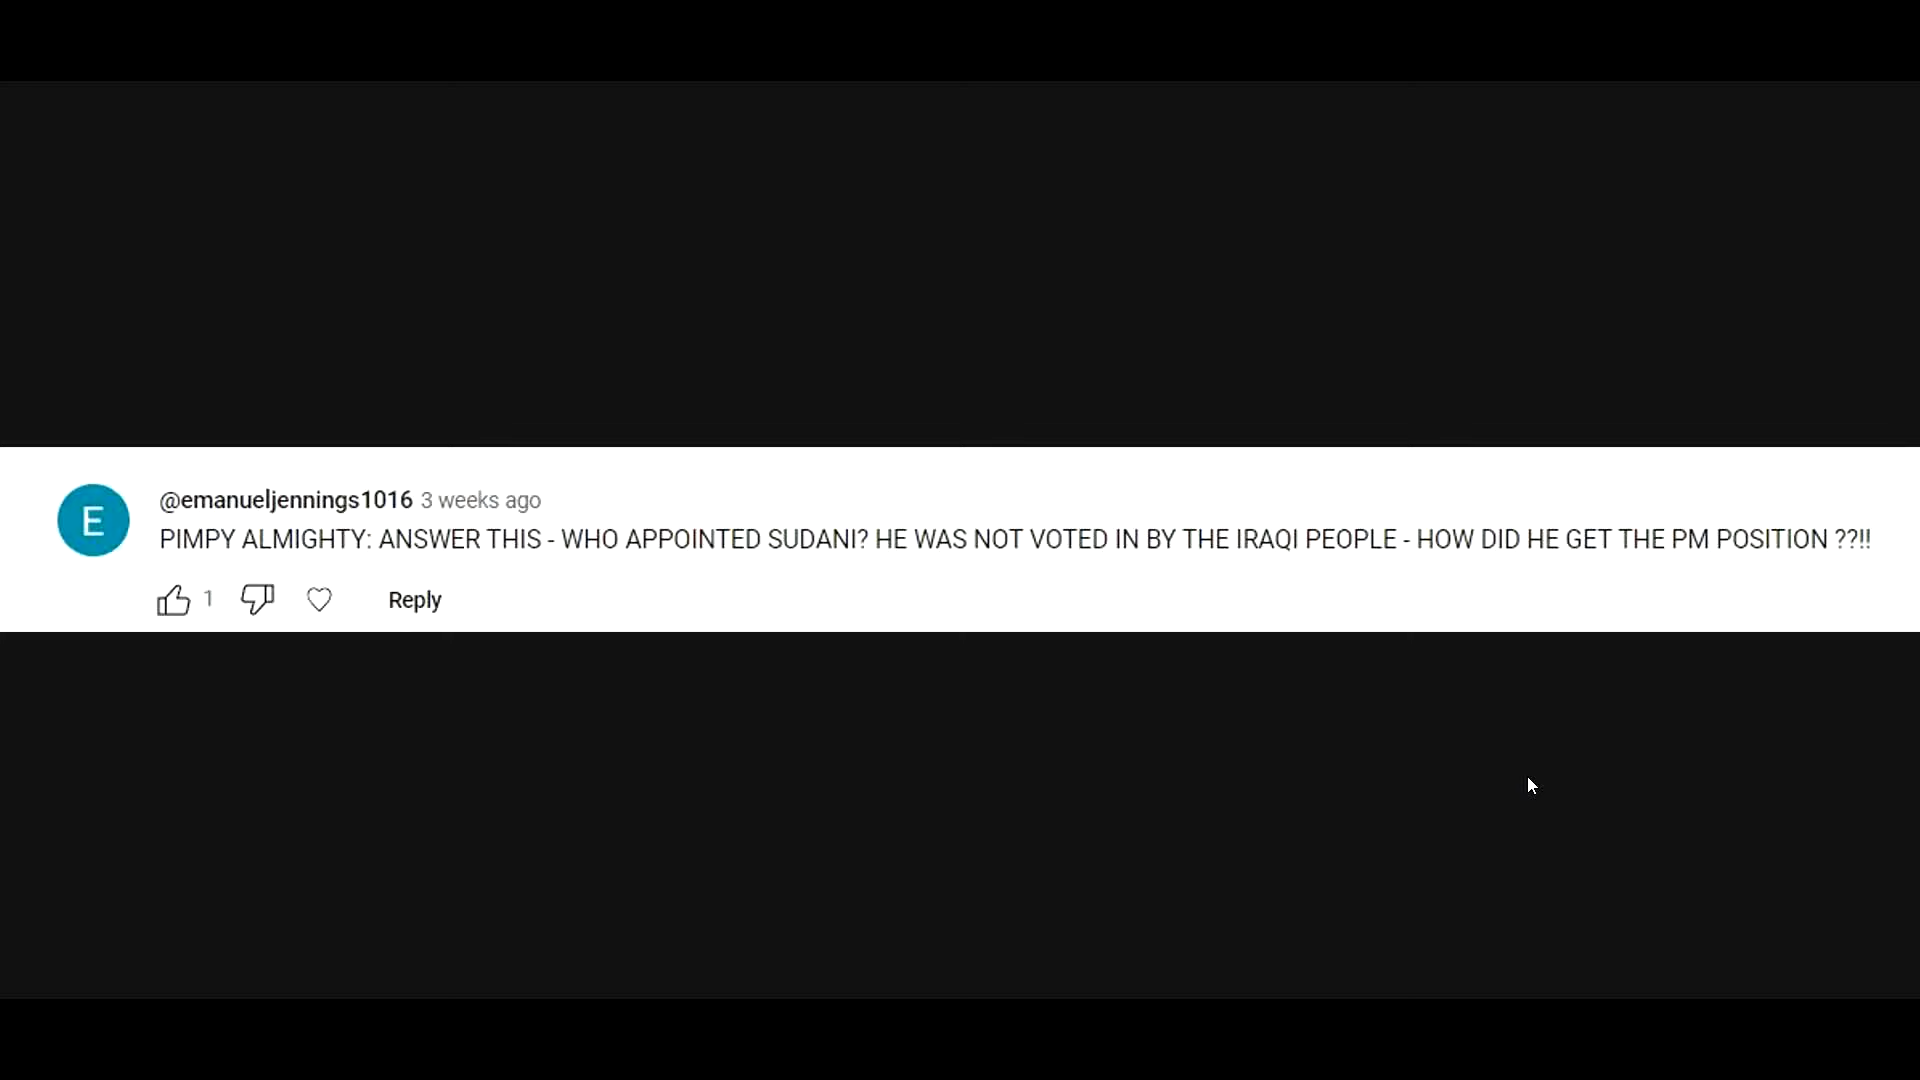 E
@emanueljennings1016 3 weeks ago
PIMPY ALMIGHTY: ANSWER THIS - WHO APPOINTED SUDANI? HE WAS NOT VOTED IN BY THE IRAQI PEOPLE - HOW DID HE GET THE PM POSITION ??!!
1 Reply